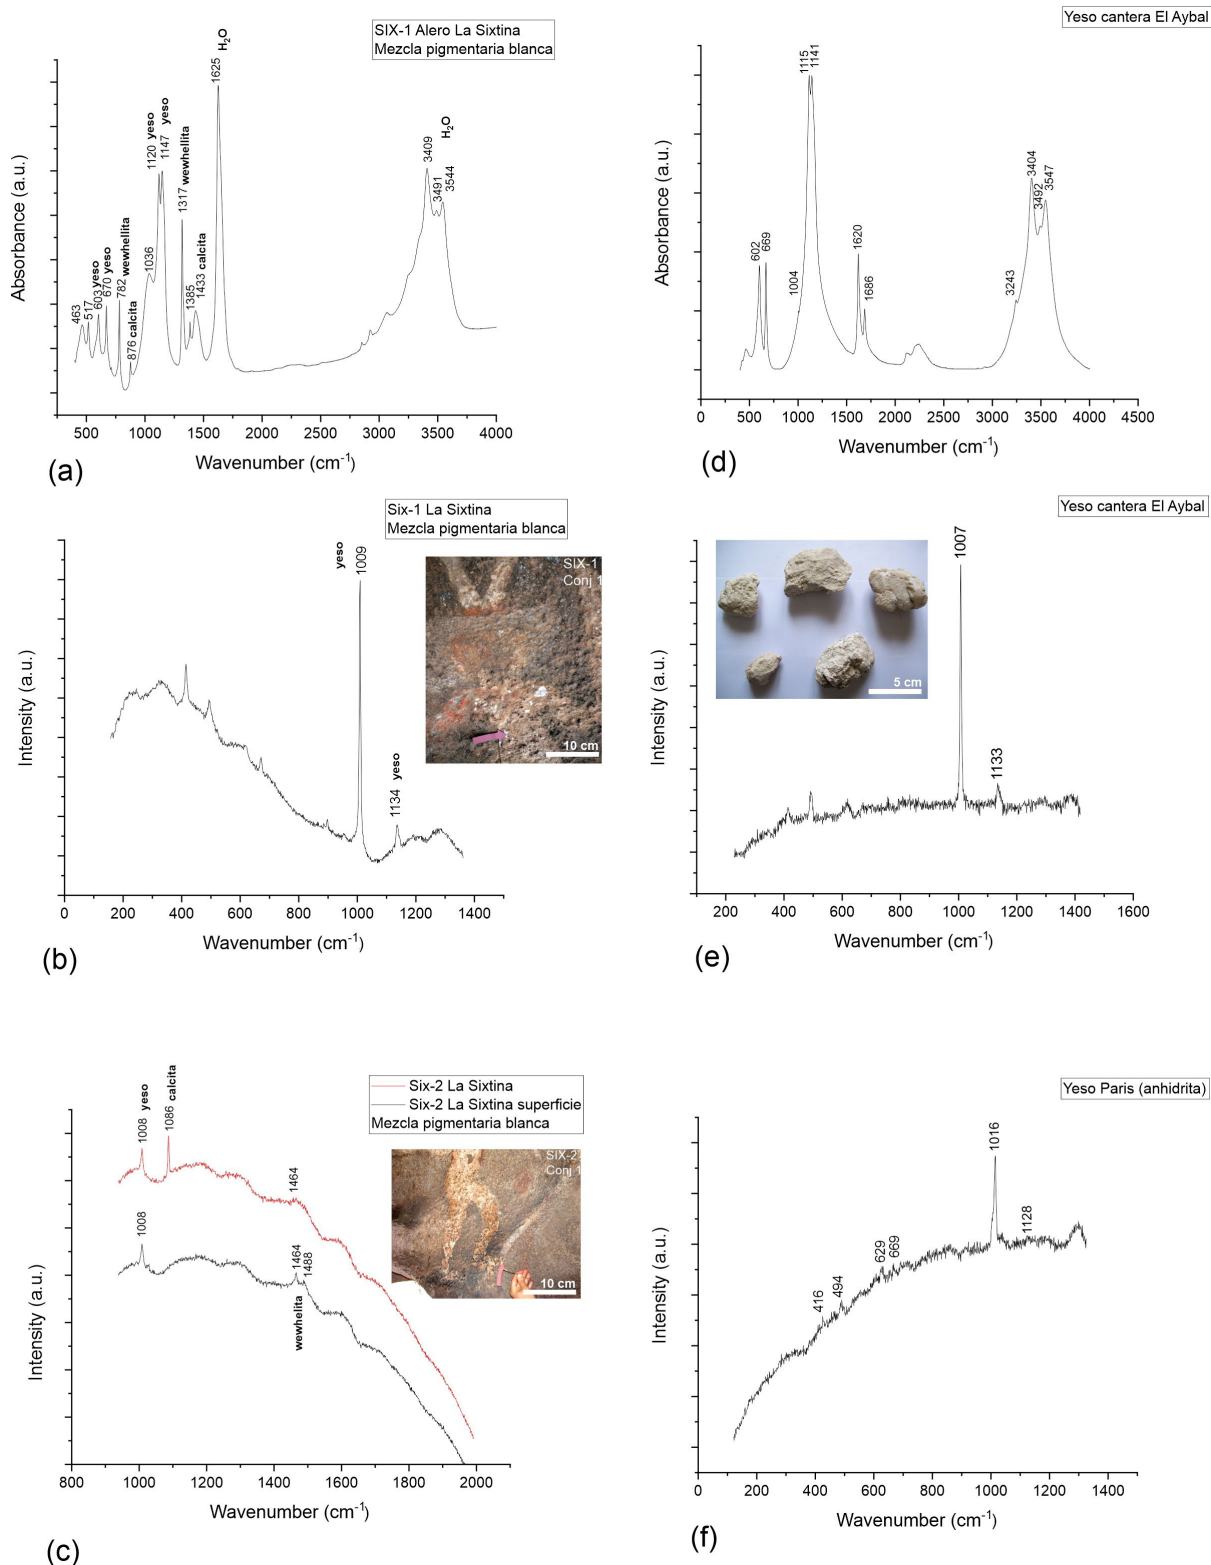 SIX-1 Alero La Sixtina
Mezcla pigmentaria blanca
Absorbance (a.u.)
463
517
603 yeso
670 yeso
782 wewhellita
876 calcita
1036
1120 yeso
1147 yeso
1317 wewhellita
1385
1433 calcita
1625 H₂O
3409
3491
3544
H₂O
500 1000 1500 2000 2500 3000 3500 4000
Wavenumber (cm⁻¹)
(a)
Yeso cantera El Aybal
Absorbance (a.u.)
602
669
1004
1115
1141
1620
1686
3243
3404
3492
3547
0 500 1000 1500 2000 2500 3000 3500 4000 4500
Wavenumber (cm⁻¹)
(d)
Six-1 La Sixtina
Mezcla pigmentaria blanca
Intensity (a.u.)
1009 yeso
1134 yeso
SIX-1
Conj 1
10 cm
0 200 400 600 800 1000 1200 1400
Wavenumber (cm⁻¹)
(b)
Yeso cantera El Aybal
Intensity (a.u.)
1007
1133
5 cm
200 400 600 800 1000 1200 1400 1600
Wavenumber (cm⁻¹)
(e)
Six-2 La Sixtina
Six-2 La Sixtina superficie
Mezcla pigmentaria blanca
Intensity (a.u.)
1008 yeso
1086 calcita
1464
1008
1464
1488
wewhelita
SIX-2
Conj 1
10 cm
800 1000 1200 1400 1600 1800 2000
Wavenumber (cm⁻¹)
(c)
Yeso Paris (anhidrita)
Intensity (a.u.)
416
494
629
669
1016
1128
0 200 400 600 800 1000 1200 1400
Wavenumber (cm⁻¹)
(f)